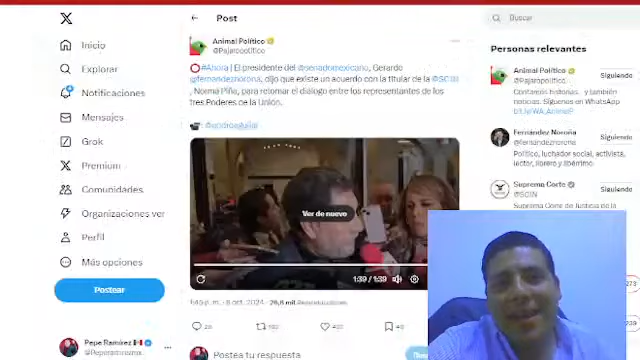 Post
Inicio
Explorar
Notificaciones
Mensajes
Grok
Premium
Comunidades
Organizaciones ver
Perfil
Más opciones
Postear
Pepe Ramírez
Animal Político
@Pajaropolitico
#Ahora | El presidente del @senadomexicano, Gerardo
@fernandeznorona, dijo que existe un acuerdo con la titular de la @SCJN
, Norma Piña, para retomar el diálogo entre los representantes de los
tres Poderes de la Unión.
Ver de nuevo
1:39 / 1:39
1:45 p. m. · 8 oct. 2024 ·
Postea tu respuesta
Buscar
Personas relevantes
Animal Político
@Pajaropolitico
Siguiendo
Contamos historias y también
noticias. Síguenos en WhatsApp
Fernández Noroña
@fernandeznorona
Siguiendo
Político, luchador social, activista,
lector, librero y libérrimo
Suprema Corte
@SCJN
Siguiendo
Suprema Corte de Justicia de la